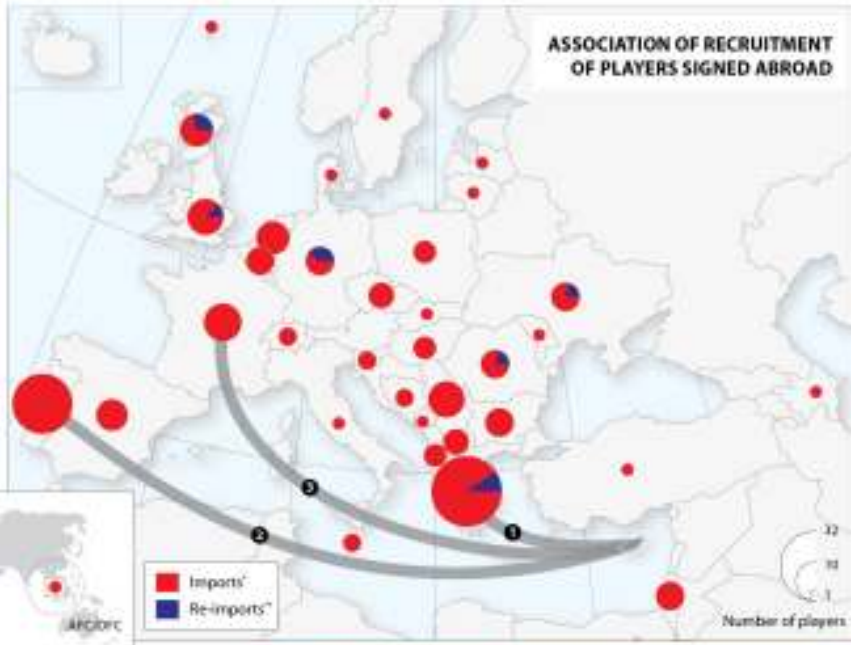 ASSOCIATION OF RECRUITMENT
OF PLAYERS SIGNED ABROAD
3
1
2
32
10
1
Imports*
Re-imports**
AFC/OFC
Number of players